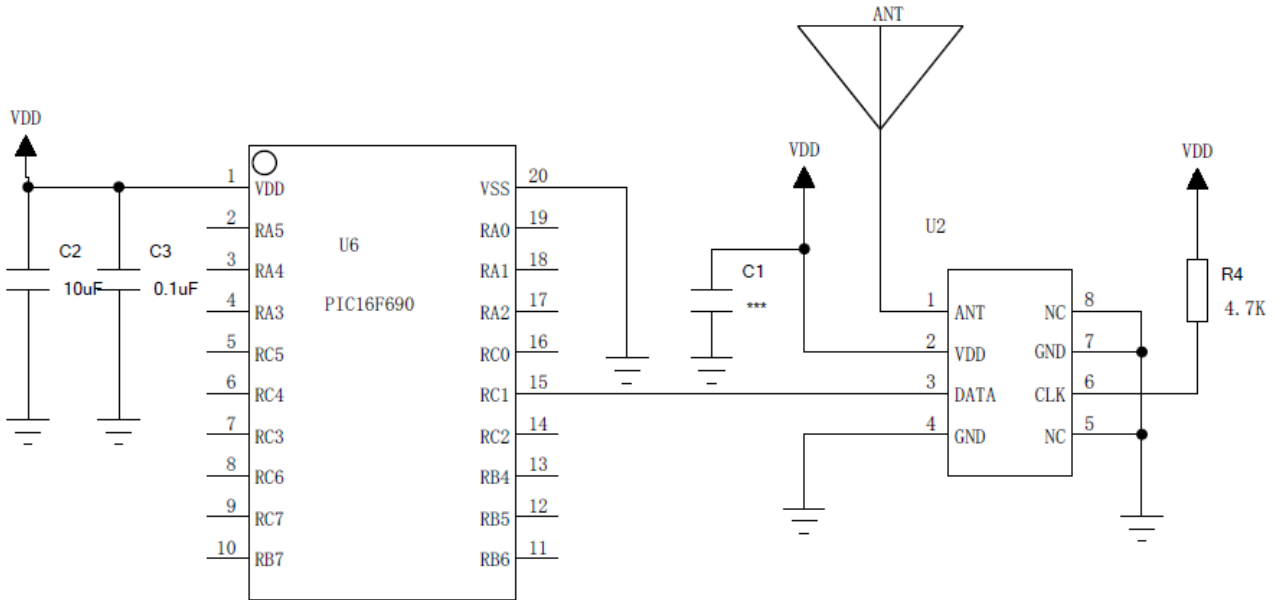 ANT
VDD
VDD
VDD
1
VDD
VSS
20
2
RA5
RA0
19
U6
U2
C2
10uF
C3
0.1uF
3
RA4
RA1
18
C1
***
R4
4.7K
4
RA3
PIC16F690
RA2
17
1
ANT
NC
8
5
RC5
RC0
16
2
VDD
GND
7
6
RC4
RC1
15
3
DATA
CLK
6
7
RC3
RC2
14
4
GND
NC
5
8
RC6
RB4
13
9
RC7
RB5
12
10
RB7
RB6
11